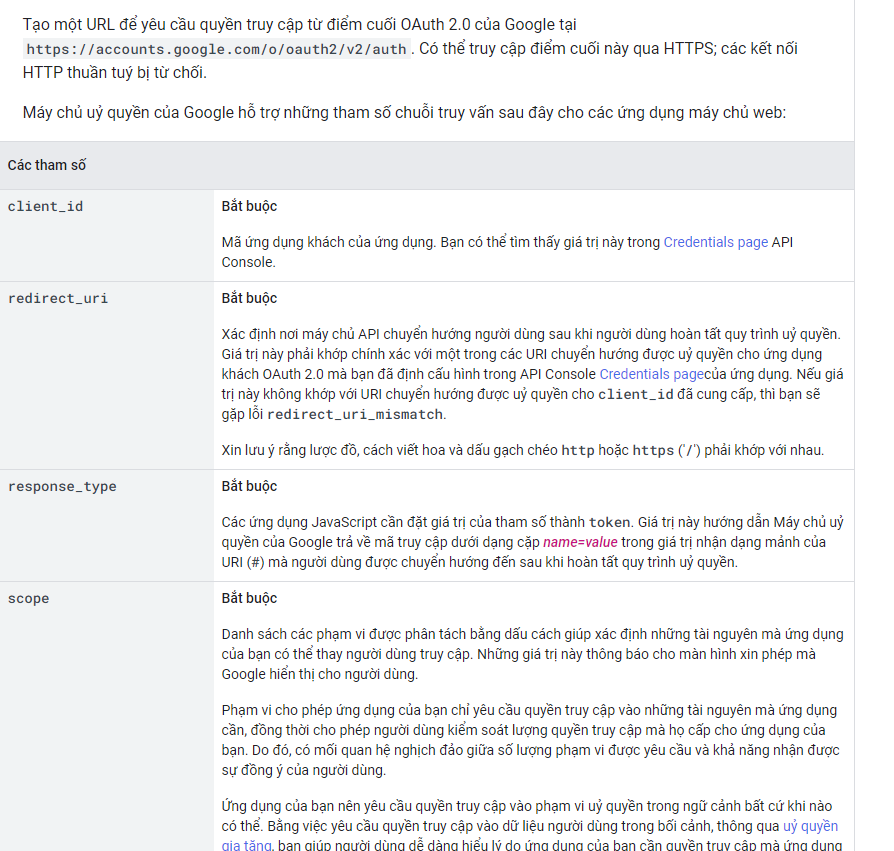 Tạo một URL để yêu cầu quyền truy cập từ điểm cuối OAuth 2.0 của Google tại
https://accounts.google.com/o/oauth2/v2/auth. Có thể truy cập điểm cuối này qua HTTPS; các kết nối
HTTP thuần tuý bị từ chối.
Máy chủ uỷ quyền của Google hỗ trợ những tham số chuỗi truy vấn sau đây cho các ứng dụng máy chủ web:
Các tham số
client_id
Bắt buộc
Mã ứng dụng khách của ứng dụng. Bạn có thể tìm thấy giá trị này trong Credentials page API
Console.
redirect_uri
Bắt buộc
Xác định nơi máy chủ API chuyển hướng người dùng sau khi người dùng hoàn tất quy trình uỷ quyền.
Giá trị này phải khớp chính xác với một trong các URI chuyển hướng được uỷ quyền cho ứng dụng
khách OAuth 2.0 mà bạn đã định cấu hình trong API Console Credentials pagecủa ứng dụng. Nếu giá
trị này không khớp với URI chuyển hướng được uỷ quyền cho client_id đã cung cấp, thì bạn sẽ
gặp lỗi redirect_uri_mismatch.
Xin lưu ý rằng lược đồ, cách viết hoa và dấu gạch chéo http hoặc https ('/') phải khớp với nhau.
response_type
Bắt buộc
Các ứng dụng JavaScript cần đặt giá trị của tham số thành token. Giá trị này hướng dẫn Máy chủ uỷ
quyền của Google trả về mã truy cập dưới dạng cặp name=value trong giá trị nhận dạng mảnh của
URI (#) mà người dùng được chuyển hướng đến sau khi hoàn tất quy trình uỷ quyền.
scope
Bắt buộc
Danh sách các phạm vi được phân tách bằng dấu cách giúp xác định những tài nguyên mà ứng dụng
của bạn có thể thay người dùng truy cập. Những giá trị này thông báo cho màn hình xin phép mà
Google hiển thị cho người dùng.
Phạm vi cho phép ứng dụng của bạn chỉ yêu cầu quyền truy cập vào những tài nguyên mà ứng dụng
cần, đồng thời cho phép người dùng kiểm soát lượng quyền truy cập mà họ cấp cho ứng dụng của
bạn. Do đó, có mối quan hệ nghịch đảo giữa số lượng phạm vi được yêu cầu và khả năng nhận được
sự đồng ý của người dùng.
Ứng dụng của bạn nên yêu cầu quyền truy cập vào phạm vi uỷ quyền trong ngữ cảnh bất cứ khi nào
có thể. Bằng việc yêu cầu quyền truy cập vào dữ liệu người dùng trong bối cảnh, thông qua uỷ quyền
gia tăng, bạn giúp người dùng dễ dàng hiểu lý do ứng dụng của bạn cần quyền truy cập mà ứng dụng